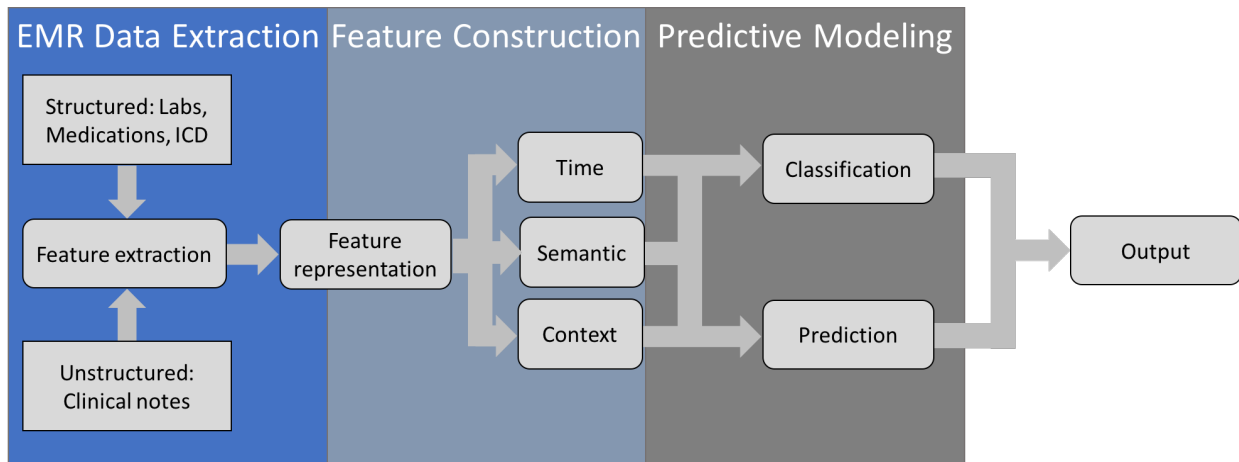 EMR Data Extraction
Feature Construction
Predictive Modeling
Structured: Labs,
Medications, ICD
Feature extraction
Unstructured:
Clinical notes
Feature
representation
Time
Semantic
Context
Classification
Prediction
Output